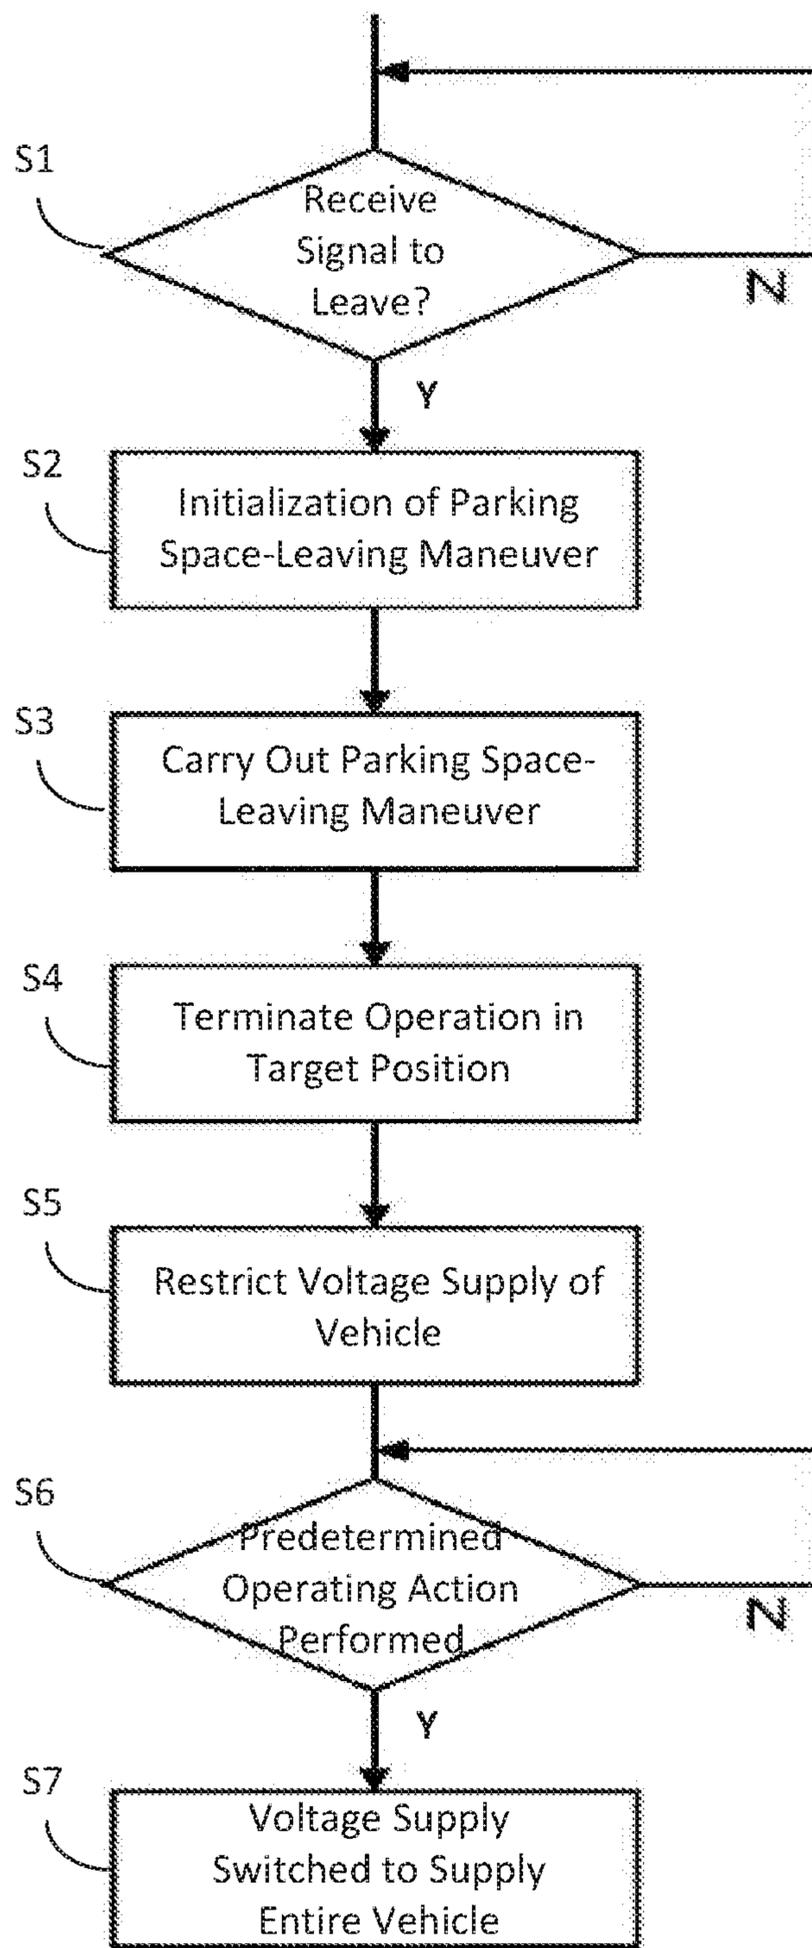 S1
Receive
Signal to
Leave?
N
Y
S2
Initialization of Parking
Space-Leaving Maneuver
S3
Carry Out Parking Space-
Leaving Maneuver
S4
Terminate Operation in
Target Position
S5
Restrict Voltage Supply of
Vehicle
S6
Predetermined
Operating Action
Performed
N
Y
S7
Voltage Supply
Switched to Supply
Entire Vehicle